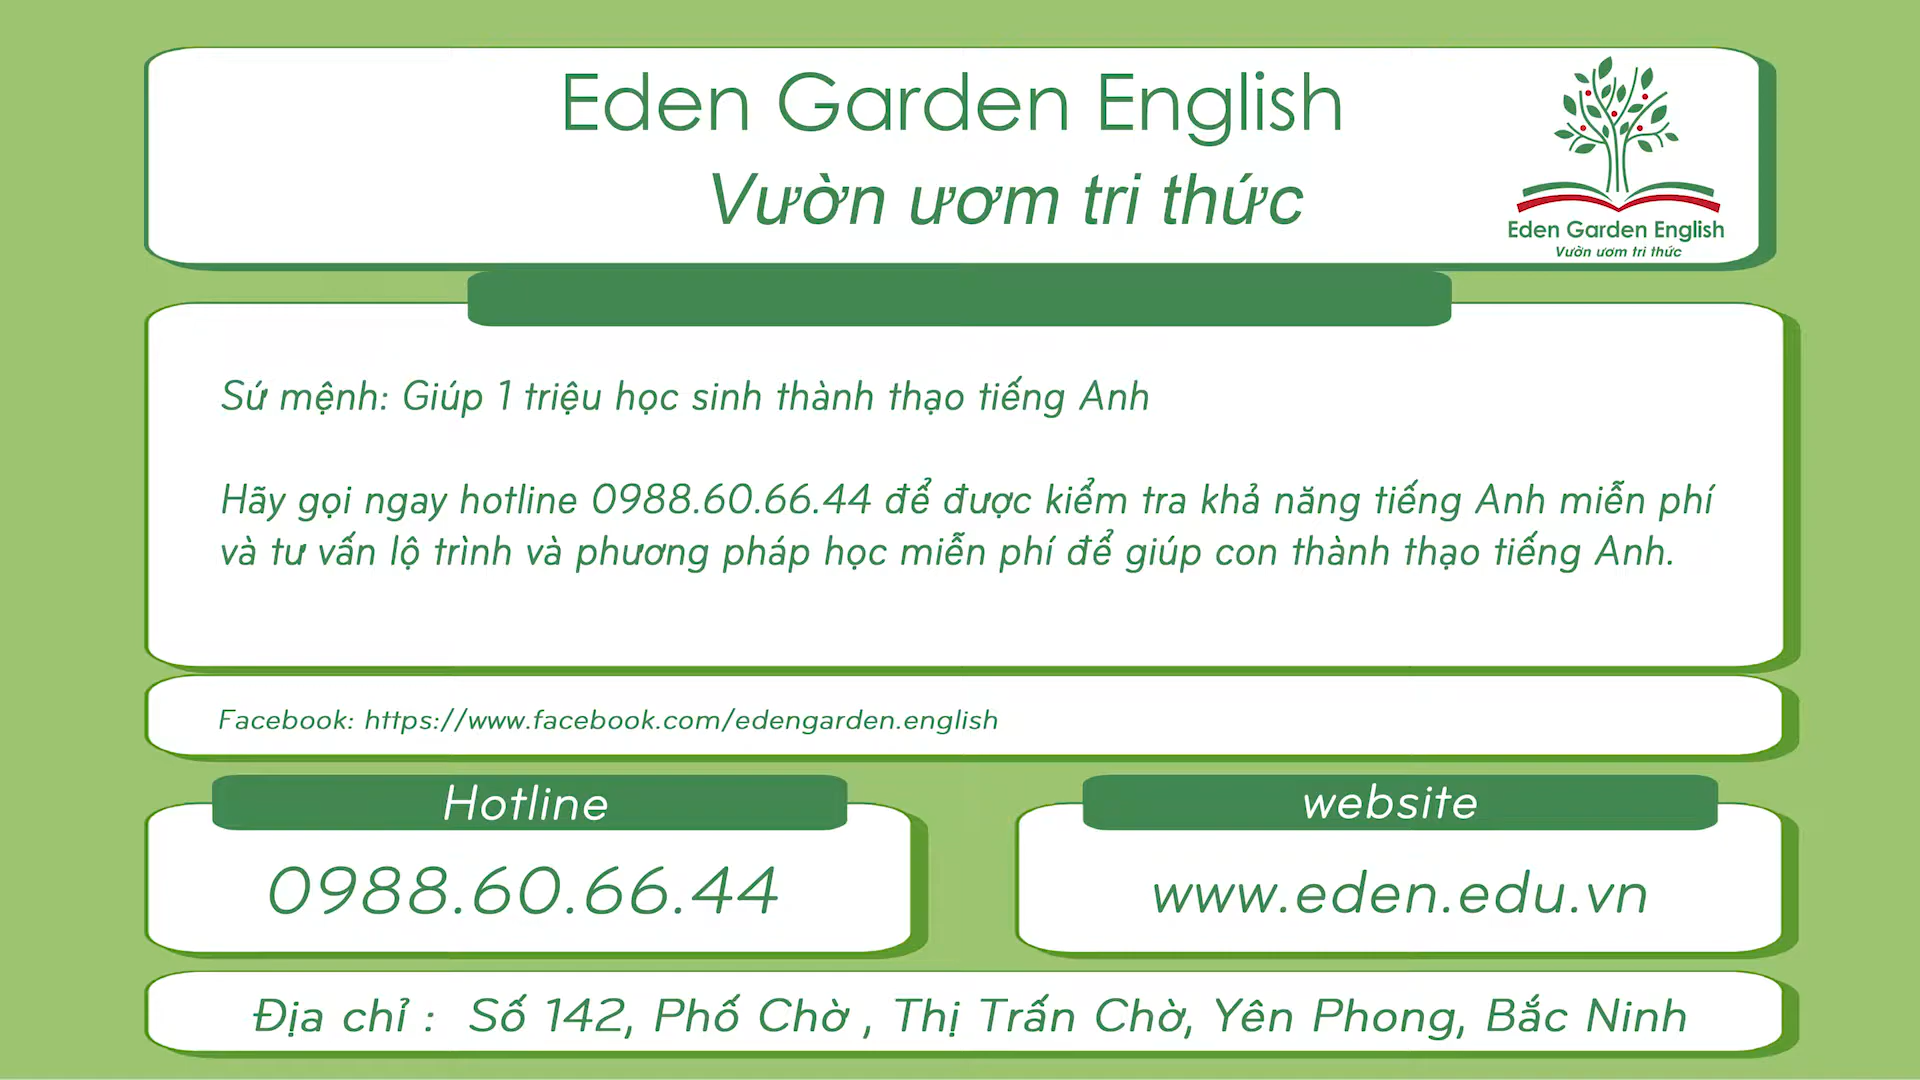 Eden Garden English
Vườn ươm tri thức
Eden Garden English
Vườn ươm tri thức
Sứ mệnh: Giúp 1 triệu học sinh thành thạo tiếng Anh
Hãy gọi ngay hotline 0988.60.66.44 để được kiểm tra khả năng tiếng Anh miễn phí
và tư vấn lộ trình và phương pháp học miễn phí để giúp con thành thạo tiếng Anh.
Facebook: https://www.facebook.com/edengarden.english
Hotline
0988.60.66.44
website
www.eden.edu.vn
Địa chỉ : Số 142, Phố Chờ , Thị Trấn Chờ, Yên Phong, Bắc Ninh